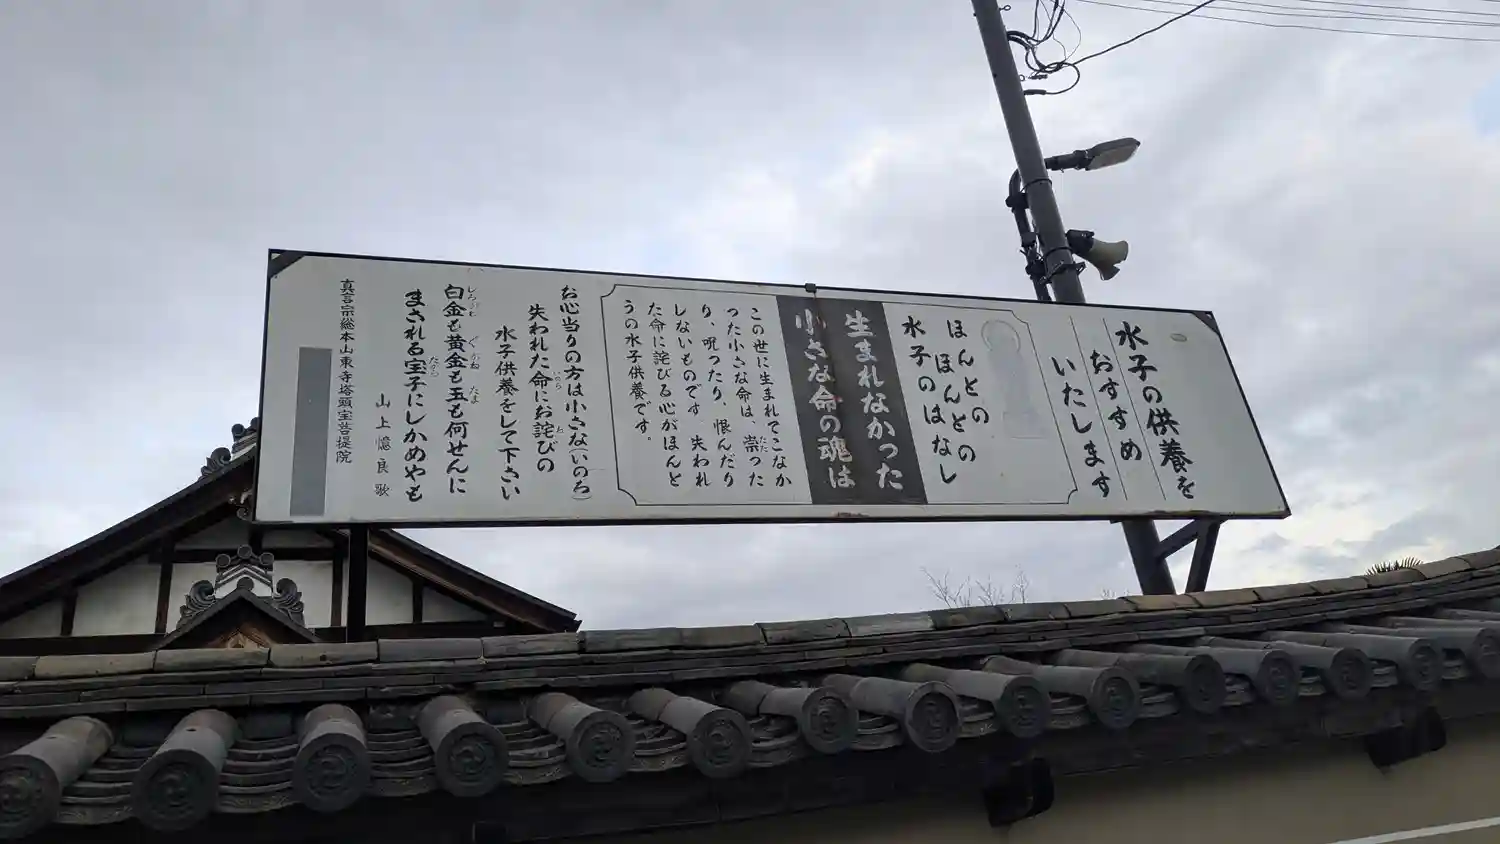 水子の供養を
おすすめ
いたします
ほんとの
ほんとの
水子のはなし
生まれなかった
小さな命の魂は
この世に生まれてこなか
った小さな命は、崇った
り、呪ったり、恨んだり
しないものです。失われ
た命に詫びる心がほんと
うの水子供養です。
お心当りの方は小さな(いのち)
失われた命にお詫びの
水子供養をして下さい
白金も黄金も玉も何せんに
まされる宝子にしかめやも
山上憶良歌
真言宗総本山東寺塔頭宝菩提院